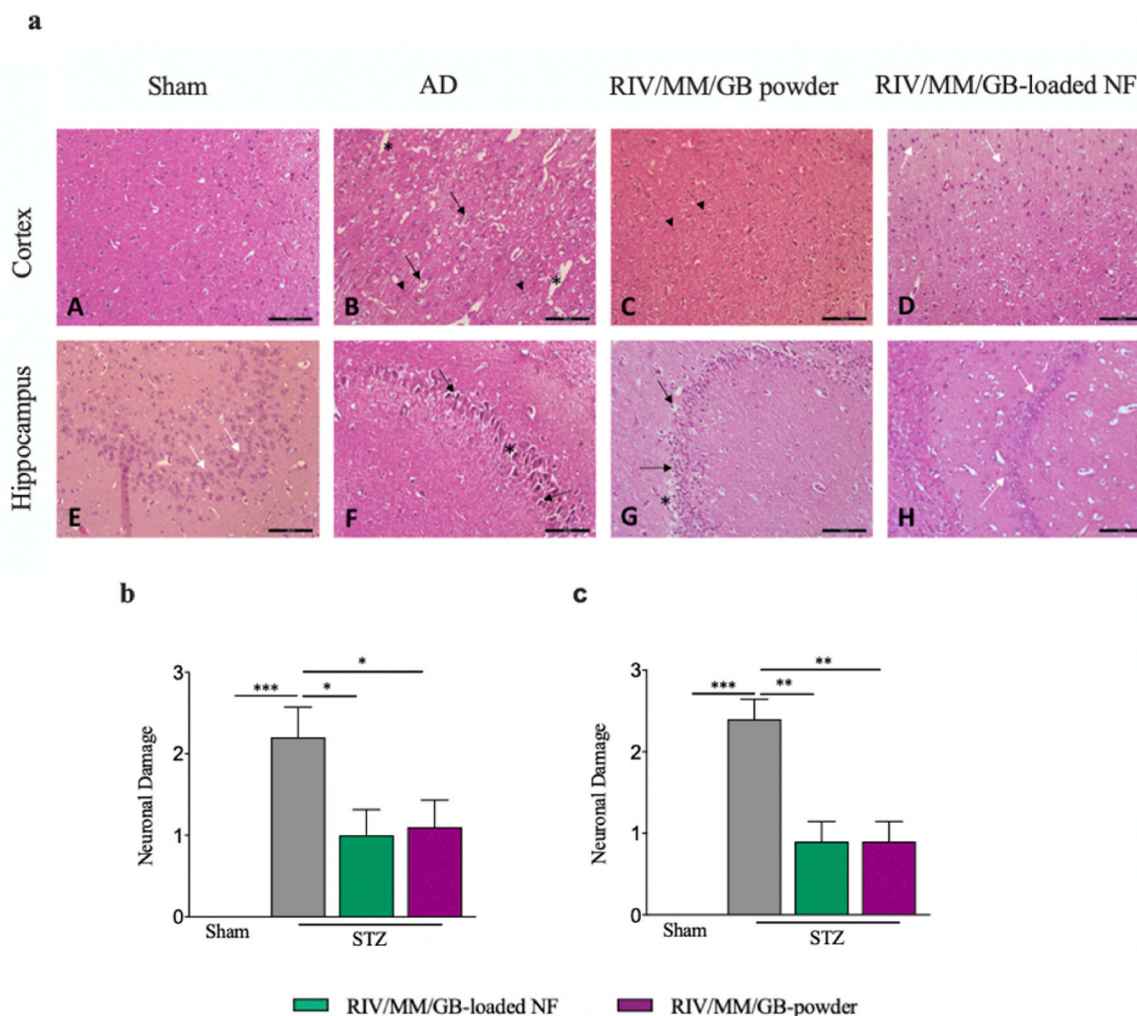 a
Sham AD RIV/MM/GB powder RIV/MM/GB-loaded NF
Cortex
A B C D
* *
Hippocampus
E F G H
* *
b c
Neuronal Damage
3
2
1
0
*
*** *
Sham
STZ
Neuronal Damage
3
2
1
0
**
*** **
Sham
STZ
RIV/MM/GB-loaded NF RIV/MM/GB-powder